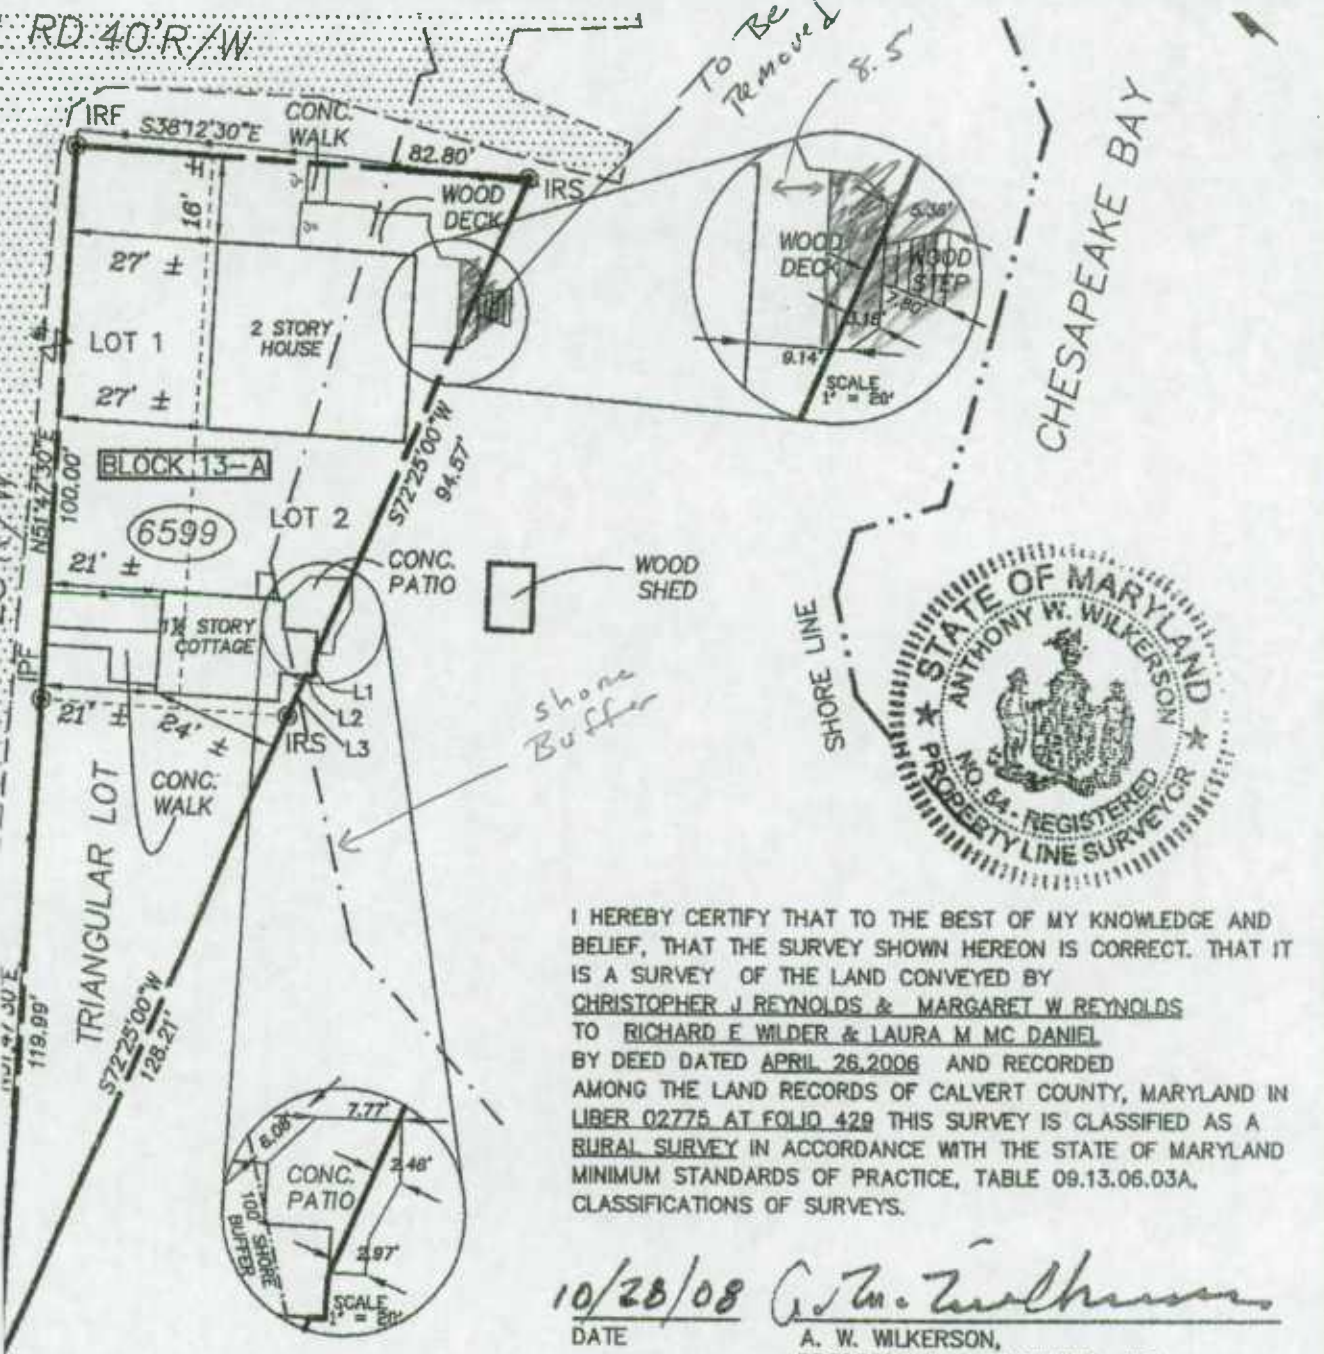 RD 40'R/W
To Be
Removed
8.5'
IRF
S38°12'30"E
CONC.
WALK
82.80'
IRS
WOOD
DECK
16' ±
27' ±
LOT 1
2 STORY
HOUSE
27' ±
BLOCK 13-A
6599
LOT 2
N51°47'30"E
100.00'
S72°25'00"W
94.57'
WOOD
DECK
5.38'
WOOD
STEP
7.80'
3.18'
9.14'
SCALE
1" = 20'
CHESAPEAKE BAY
SHORE LINE
21' ±
CONC.
PATIO
WOOD
SHED
1½ STORY
COTTAGE
IPF
L1
L2
L3
21' ±
24' ±
IRS
CONC.
WALK
shore
Buffer
TRIANGULAR LOT
N51°47'30"E
119.99'
S72°25'00"W
128.21'
7.77'
6.08'
CONC.
PATIO
2.46'
2.97'
100' SHORE
BUFFER
SCALE
1" = 20'
STATE OF MARYLAND
ANTHONY W. WILKERSON
NO. 54 - REGISTERED
PROPERTY LINE SURVEYOR
I HEREBY CERTIFY THAT TO THE BEST OF MY KNOWLEDGE AND
BELIEF, THAT THE SURVEY SHOWN HEREON IS CORRECT. THAT IT
IS A SURVEY OF THE LAND CONVEYED BY
CHRISTOPHER J REYNOLDS & MARGARET W REYNOLDS
TO RICHARD E WILDER & LAURA M MC DANIEL
BY DEED DATED APRIL 26,2006 AND RECORDED
AMONG THE LAND RECORDS OF CALVERT COUNTY, MARYLAND IN
LIBER 02775 AT FOLIO 429 THIS SURVEY IS CLASSIFIED AS A
RURAL SURVEY IN ACCORDANCE WITH THE STATE OF MARYLAND
MINIMUM STANDARDS OF PRACTICE, TABLE 09.13.06.03A,
CLASSIFICATIONS OF SURVEYS.
10/28/08
DATE
A. W. WILKERSON,